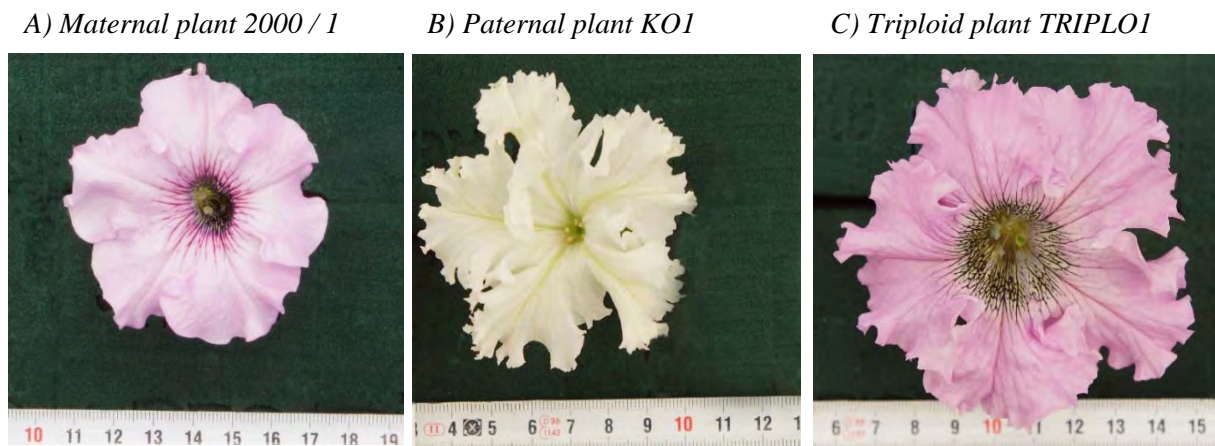 A) Maternal plant 2000 / 1
B) Paternal plant KO1
C) Triploid plant TRIPLO1
10 11 12 13 14 15 16 17 18 19
II 4 5 6 7 8 9 10 11 12
6 7 8 9 10 11 12 13 14 15